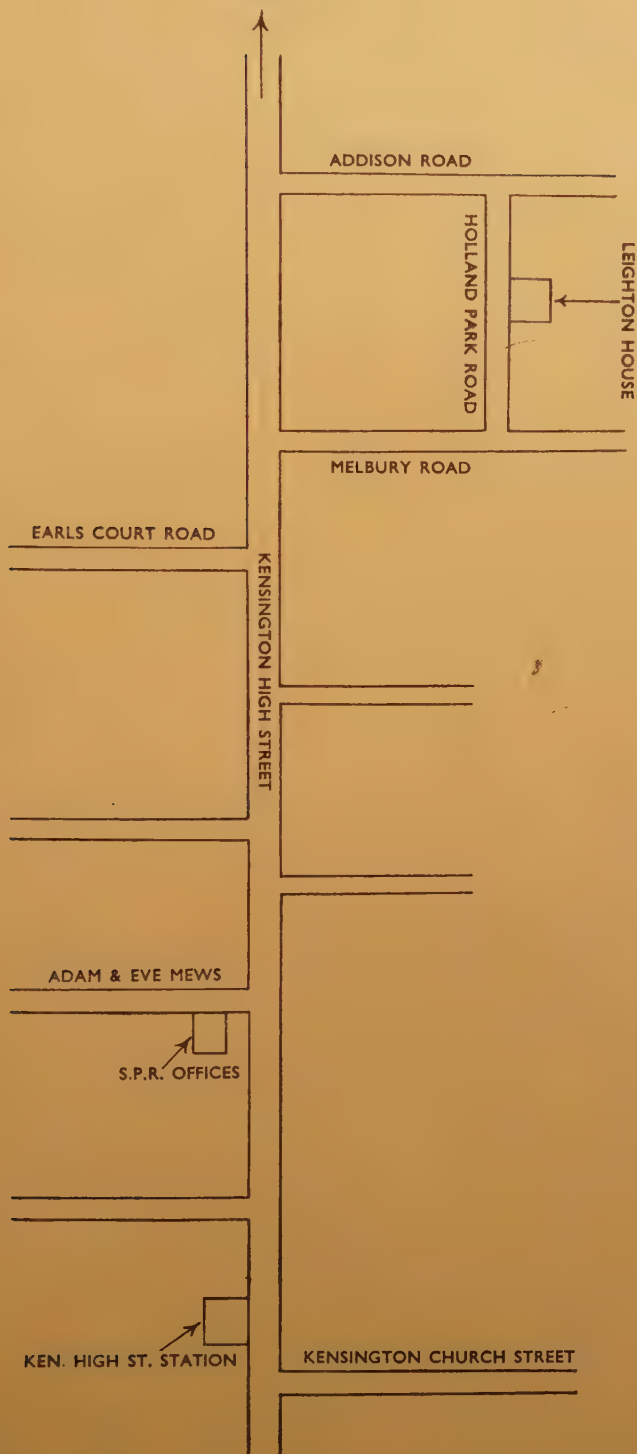 ADDISON ROAD
HOLLAND PARK ROAD
LEIGHTON HOUSE
MELBURY ROAD
EARLS COURT ROAD
KENSINGTON HIGH STREET
ADAM & EVE MEWS
S.P.R. OFFICES
KEN. HIGH ST. STATION
KENSINGTON CHURCH STREET